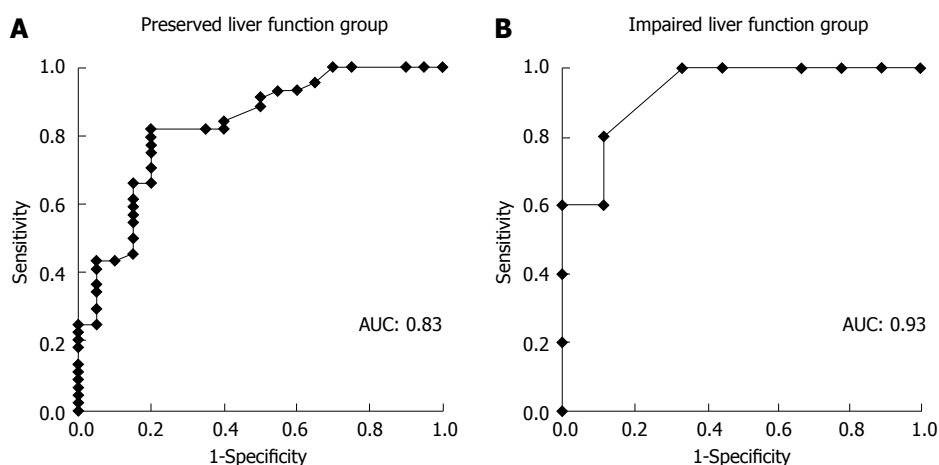 A
Preserved liver function group
1.0
0.8
0.6
0.4
0.2
0.0
Sensitivity
AUC: 0.83
0.0 0.2 0.4 0.6 0.8 1.0
1-Specificity
B
Impaired liver function group
1.0
0.8
0.6
0.4
0.2
0.0
Sensitivity
AUC: 0.93
0.0 0.2 0.4 0.6 0.8 1.0
1-Specificity